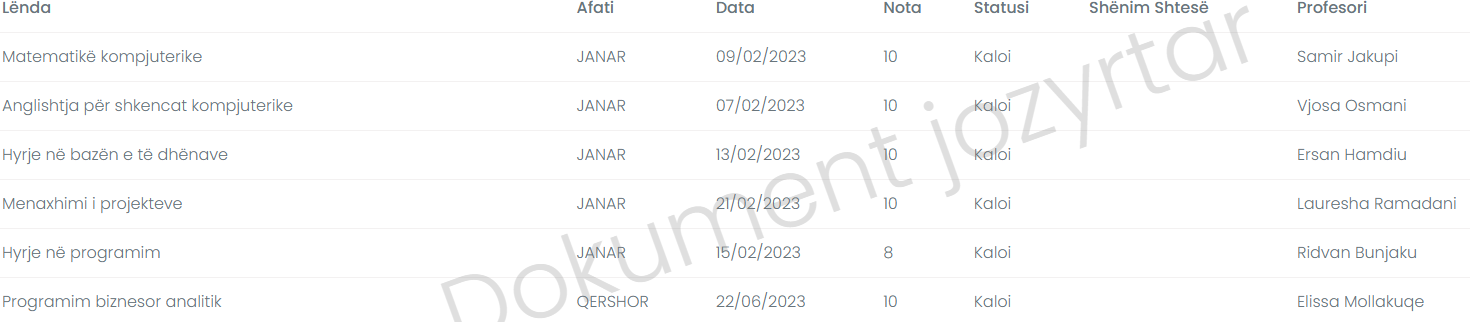 Lënda Afati Data Nota Statusi Shënim Shtesë Profesori
Matematikë kompjuterike JANAR 09/02/2023 10 Kaloi Samir Jakupi
Anglishtja për shkencat kompjuterike JANAR 07/02/2023 10 Kaloi Vjosa Osmani
Hyrje në bazën e të dhënave JANAR 13/02/2023 10 Kaloi Ersan Hamdiu
Menaxhimi i projekteve JANAR 21/02/2023 10 Kaloi Lauresha Ramadani
Hyrje në programim JANAR 15/02/2023 8 Kaloi Ridvan Bunjaku
Programim biznesor analitik QERSHOR 22/06/2023 10 Kaloi Elissa Mollakuqe
Dokument jozyrtar